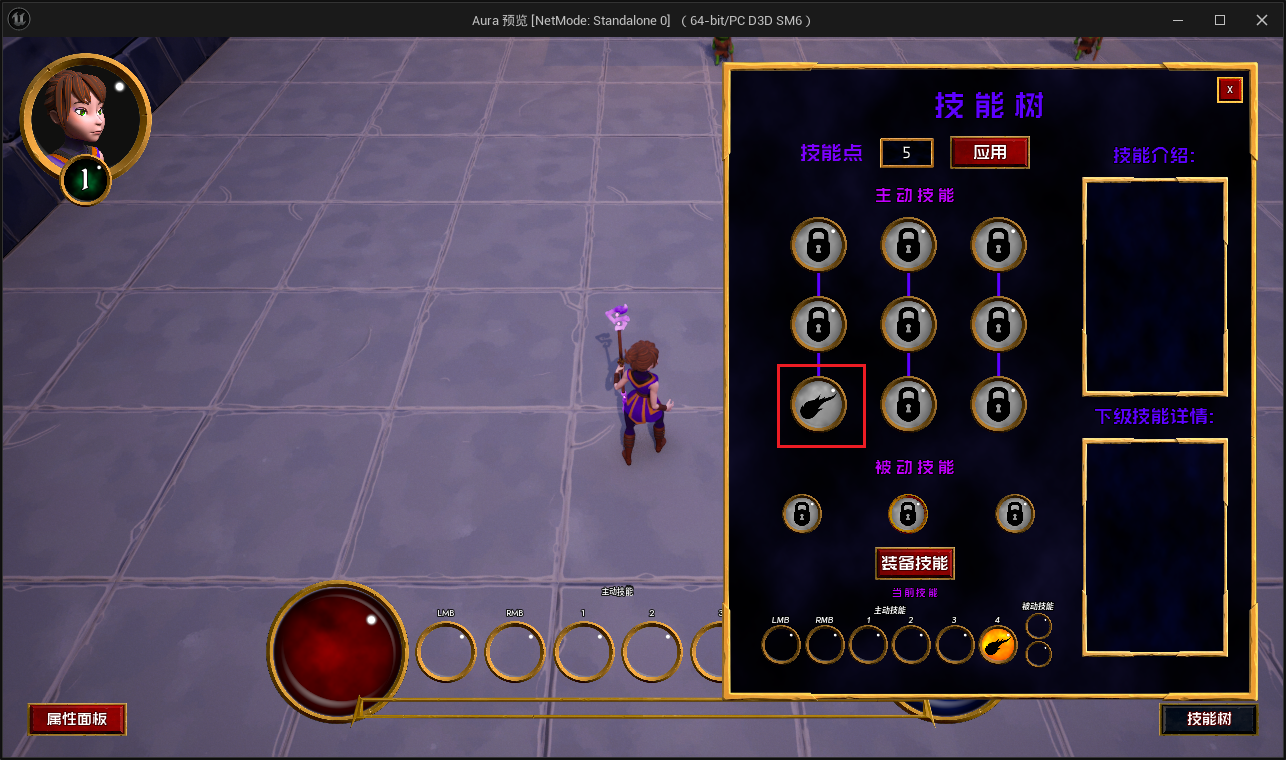 Aura 预览 [NetMode: Standalone 0] ( 64-bit/PC D3D SM6 )
1
技能树
X
技能点
5
应用
技能介绍:
主动技能
下级技能详情:
被动技能
装备技能
当前技能
主动技能
被动技能
LMB
RMB
1
2
3
4
主动技能
LMB
RMB
1
2
3
属性面板
技能树